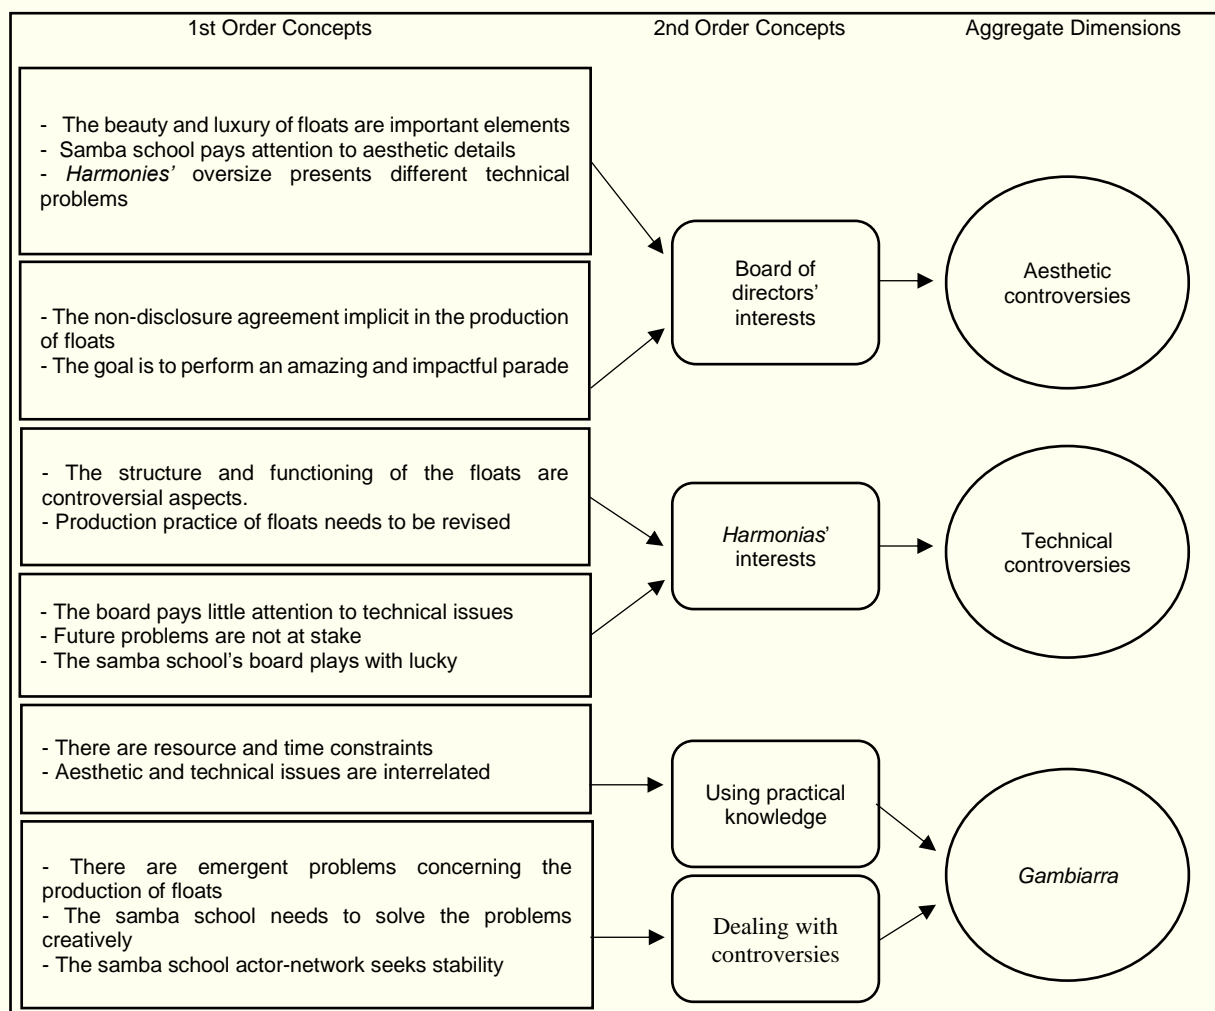 1st Order Concepts
2nd Order Concepts
Aggregate Dimensions
- The beauty and luxury of floats are important elements
- Samba school pays attention to aesthetic details
- Harmonies’ oversize presents different technical
problems
- The non-disclosure agreement implicit in the production
of floats
- The goal is to perform an amazing and impactful parade
Board of
directors’
interests
Aesthetic
controversies
- The structure and functioning of the floats are
controversial aspects.
- Production practice of floats needs to be revised
- The board pays little attention to technical issues
- Future problems are not at stake
- The samba school’s board plays with lucky
Harmonias’
interests
Technical
controversies
- There are resource and time constraints
- Aesthetic and technical issues are interrelated
- There are emergent problems concerning the
production of floats
- The samba school needs to solve the problems
creatively
- The samba school actor-network seeks stability
Using practical
knowledge
Dealing with
controversies
Gambiarra